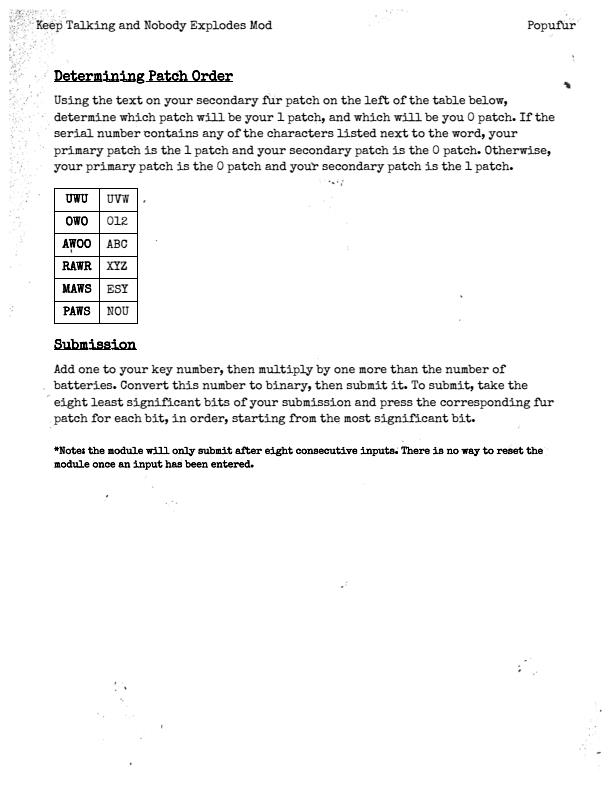 Keep Talking and Nobody Explodes Mod Popufur
Determining Patch Order
Using the text on your secondary fur patch on the left of the table below,
determine which patch will be your 1 patch, and which will be you 0 patch. If the
serial number contains any of the characters listed next to the word, your
primary patch is the 1 patch and your secondary patch is the 0 patch. Otherwise,
your primary patch is the 0 patch and your secondary patch is the 1 patch.
UWU UVW
OWO 012
AWOO ABC
RAWR XYZ
MAWS ESY
PAWS NOU
Submission
Add one to your key number, then multiply by one more than the number of
batteries. Convert this number to binary, then submit it. To submit, take the
eight least significant bits of your submission and press the corresponding fur
patch for each bit, in order, starting from the most significant bit.
*Note: the module will only submit after eight consecutive inputs. There is no way to reset the
module once an input has been entered.